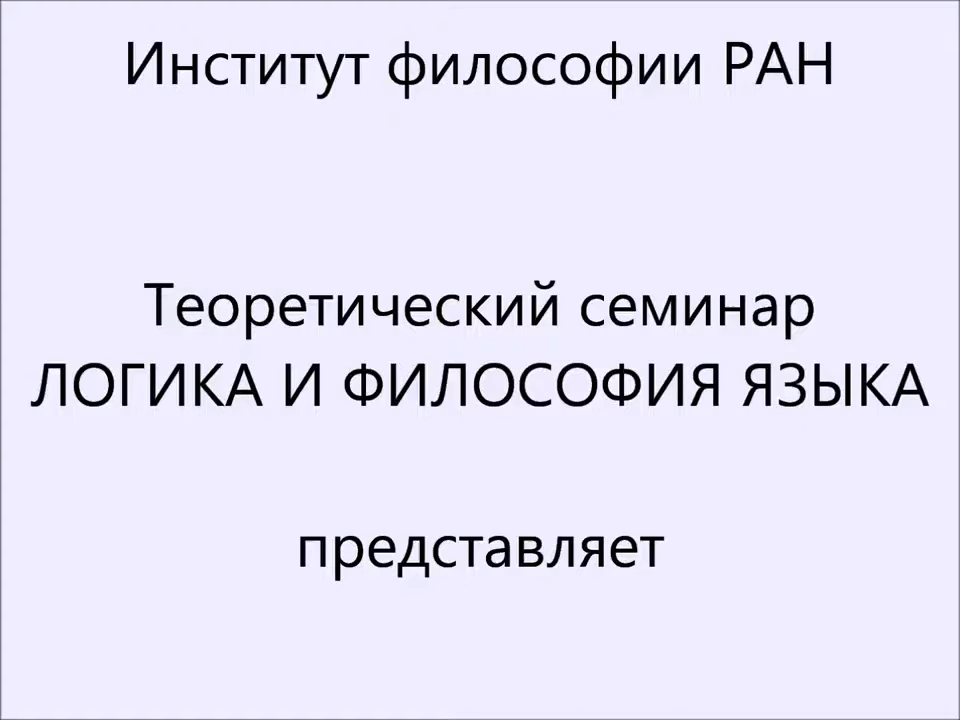 Институт философии РАН
Теоретический семинар
ЛОГИКА И ФИЛОСОФИЯ ЯЗЫКА
представляет